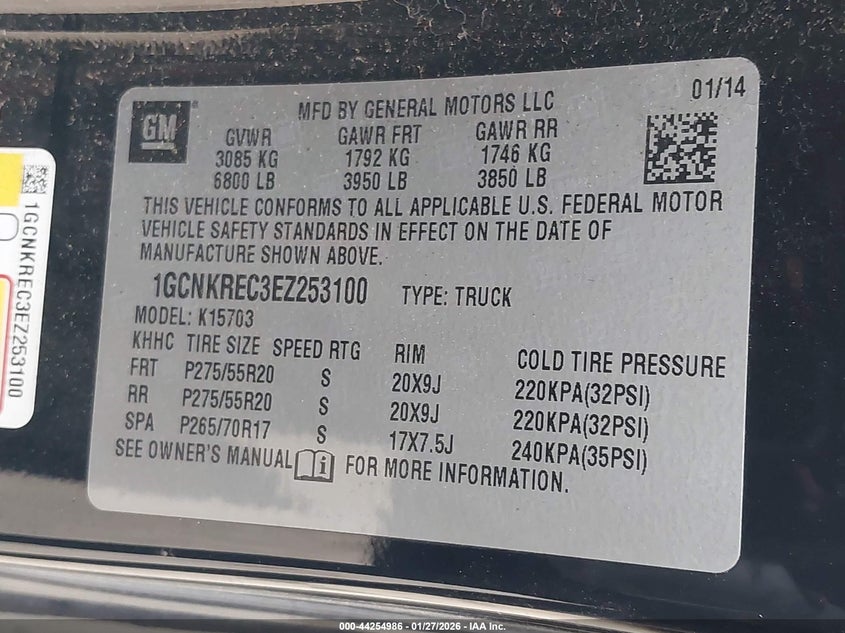 01/14
GM ®
MFD BY GENERAL MOTORS LLC
GVWR GAWR FRT GAWR RR
3085 KG 1792 KG 1746 KG
6800 LB 3950 LB 3850 LB
THIS VEHICLE CONFORMS TO ALL APPLICABLE U.S. FEDERAL MOTOR
VEHICLE SAFETY STANDARDS IN EFFECT ON THE DATE OF
MANUFACTURE SHOWN ABOVE.
1GCNKREC3EZ253100 TYPE: TRUCK
MODEL: K15703
KHHC TIRE SIZE SPEED RTG RIM COLD TIRE PRESSURE
FRT P275/55R20 S 20X9J 220KPA(32PSI)
RR P275/55R20 S 20X9J 220KPA(32PSI)
SPA P265/70R17 S 17X7.5J 240KPA(35PSI)
SEE OWNER'S MANUAL i FOR MORE INFORMATION.
1GCNKREC3EZ253100
000-44254986 - 01/27/2026 - IAA Inc.